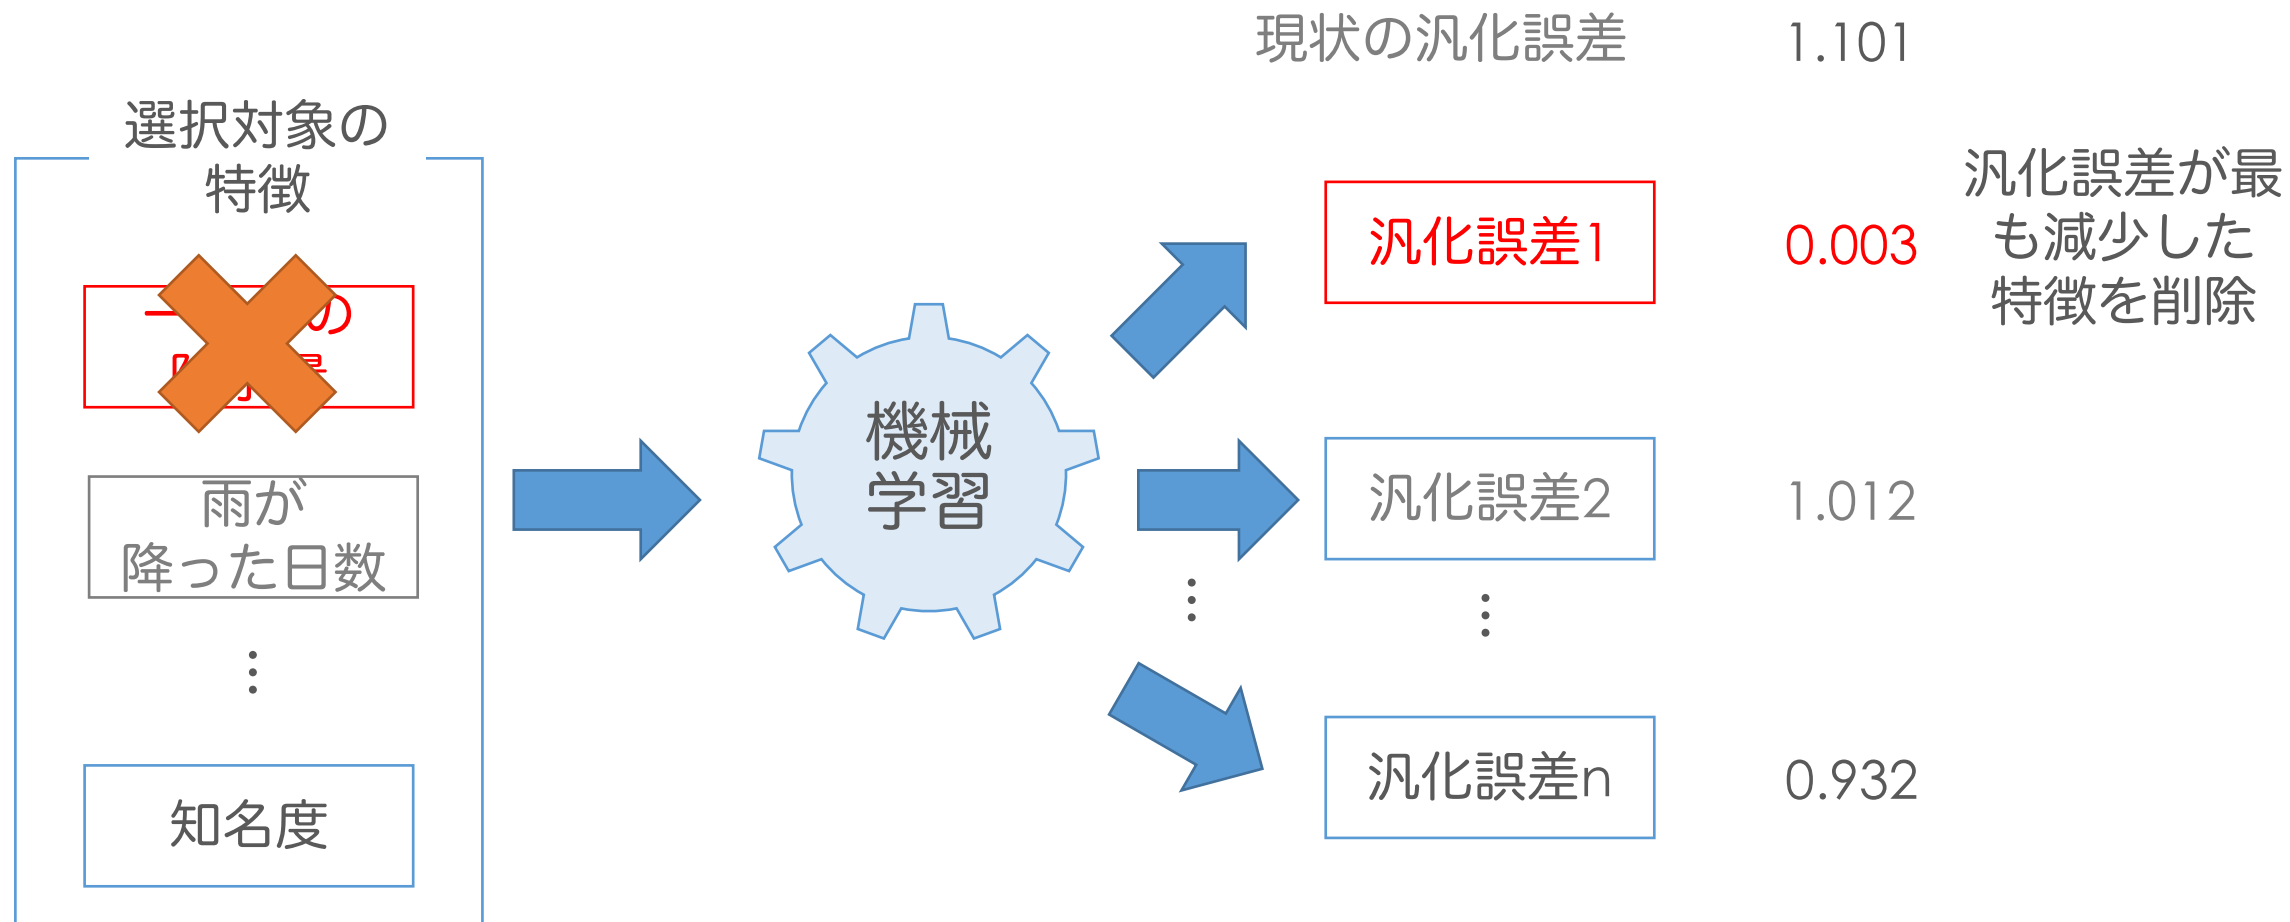 現状の汎化誤差 1.101
選択対象の
特徴
の
雨が
降った日数
⋮
知名度
機械
学習
汎化誤差1 0.003
汎化誤差2 1.012
⋮
⋮
汎化誤差n 0.932
汎化誤差が最
も減少した
特徴を削除